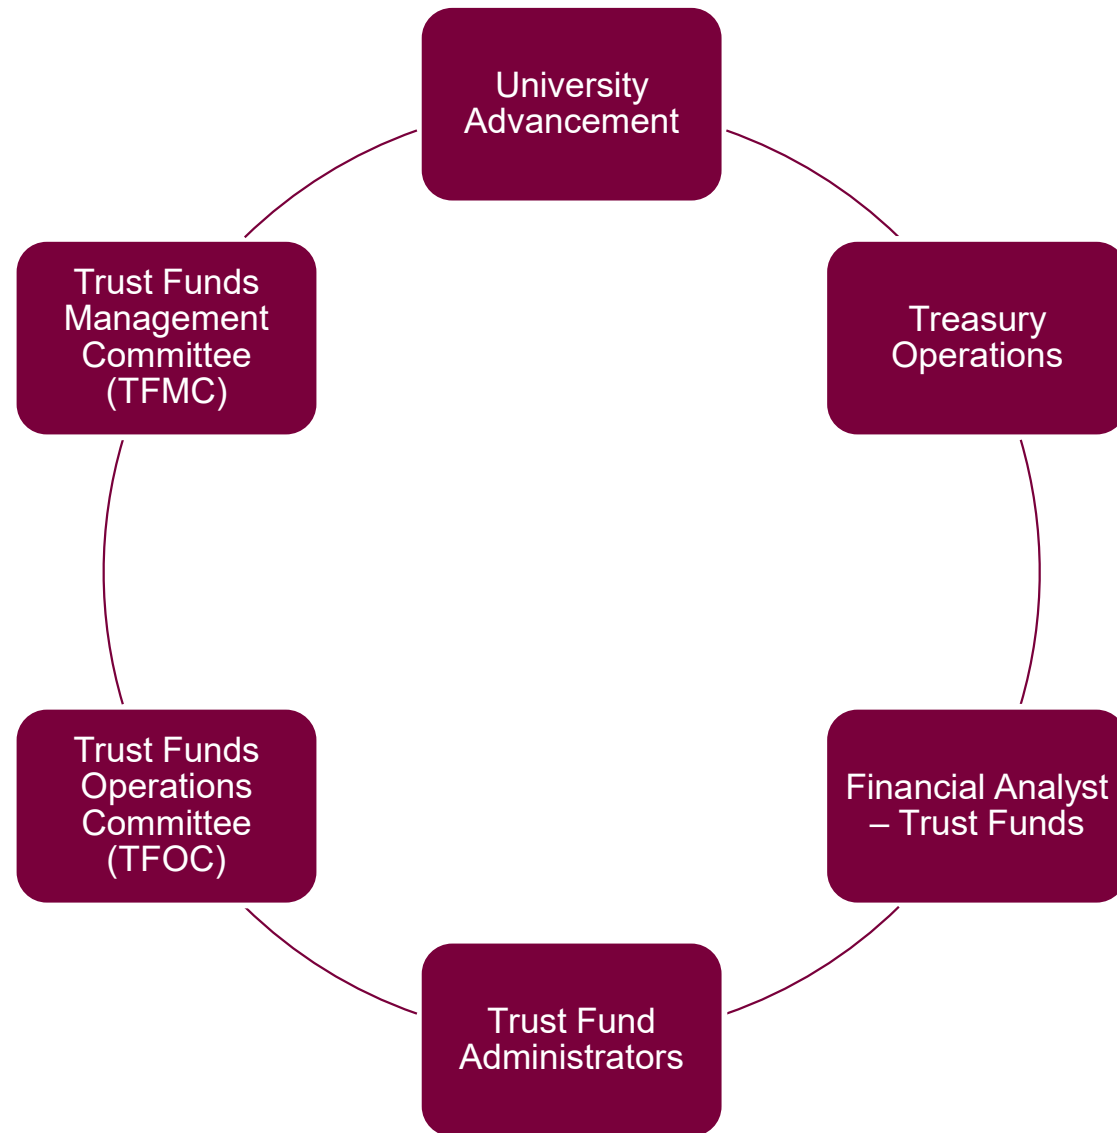 University
Advancement
Treasury
Operations
Financial Analyst
– Trust Funds
Trust Fund
Administrators
Trust Funds
Operations
Committee
(TFOC)
Trust Funds
Management
Committee
(TFMC)